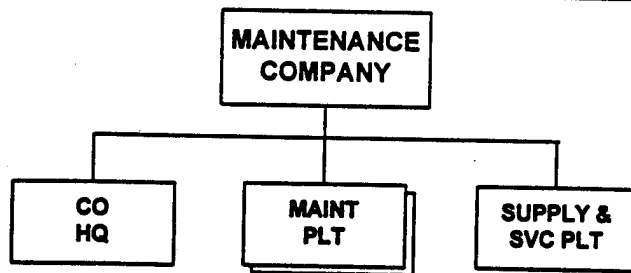 MAINTENANCE
COMPANY
CO
HQ
MAINT
PLT
SUPPLY &
SVC PLT